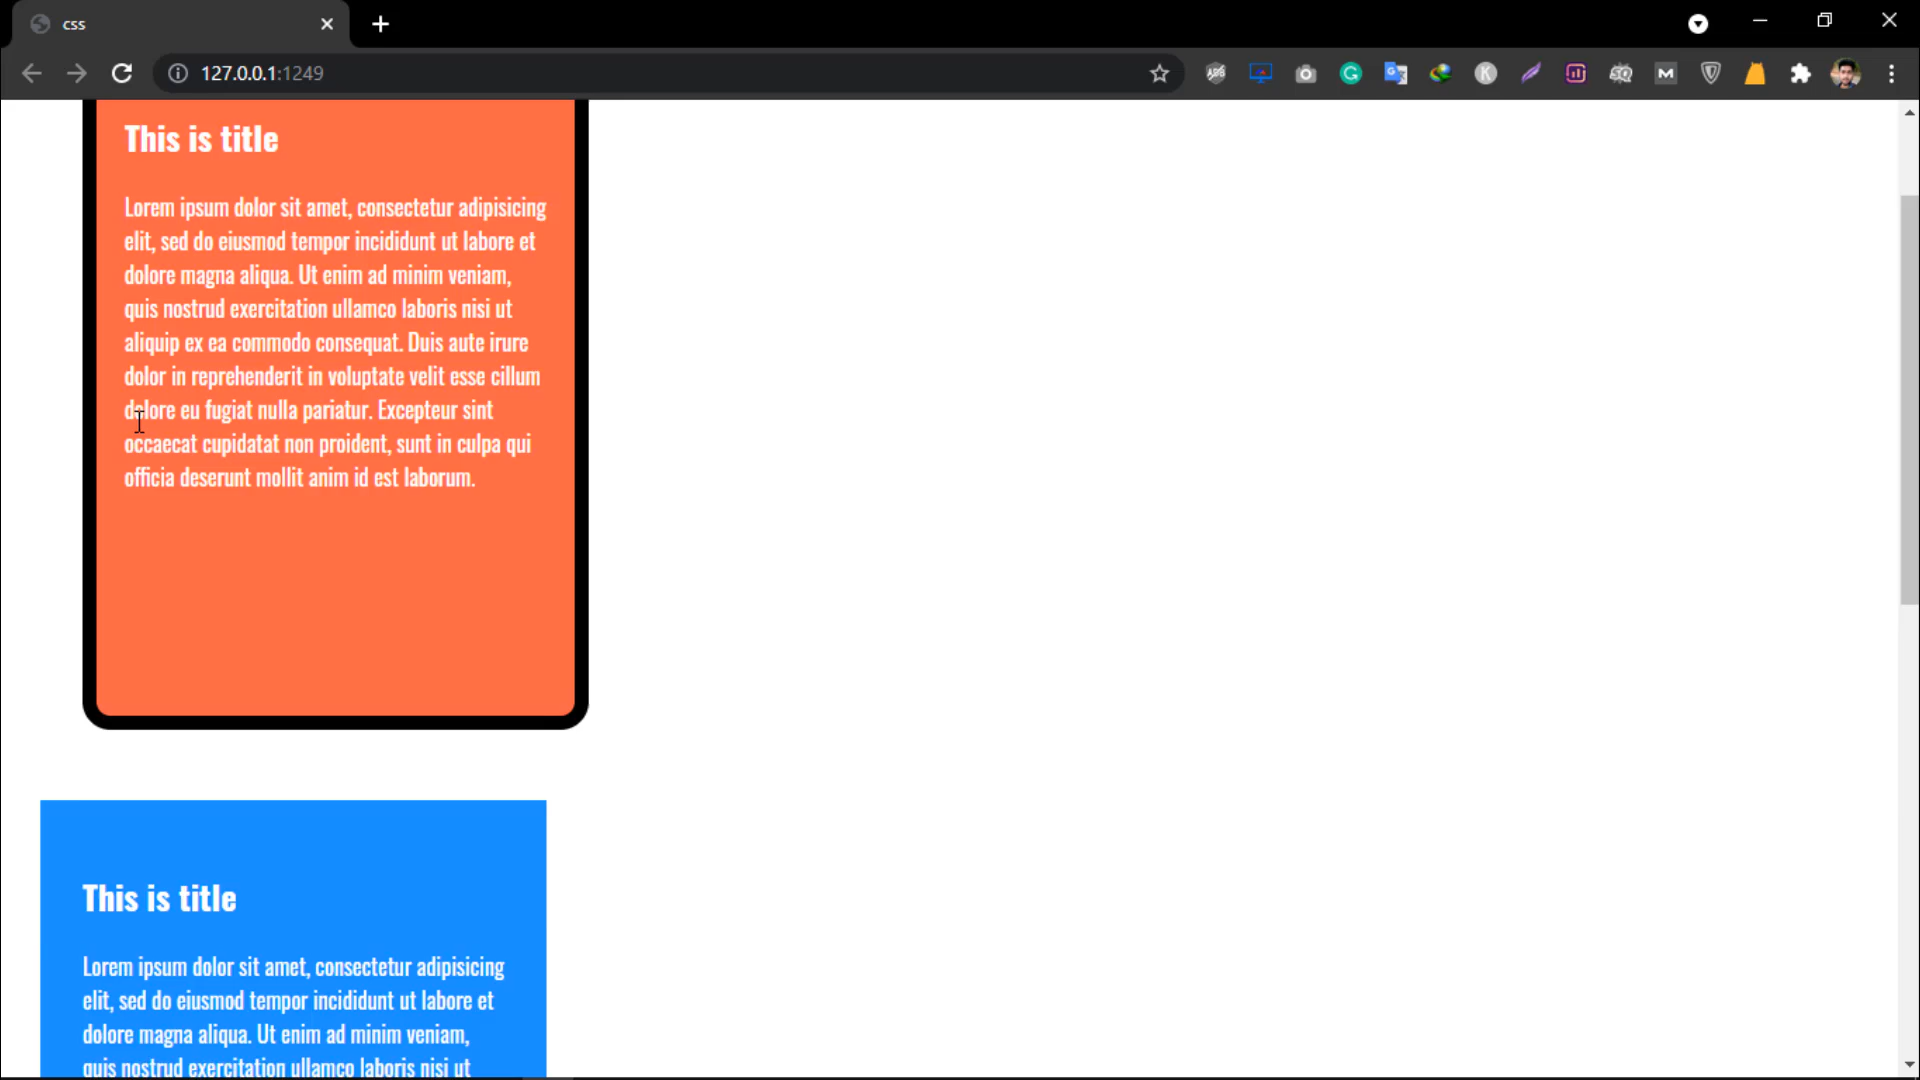 css
127.0.0.1:1249
This is title
Lorem ipsum dolor sit amet, consectetur adipisicing
elit, sed do eiusmod tempor incididunt ut labore et
dolore magna aliqua. Ut enim ad minim veniam,
quis nostrud exercitation ullamco laboris nisi ut
aliquip ex ea commodo consequat. Duis aute irure
dolor in reprehenderit in voluptate velit esse cillum
dolore eu fugiat nulla pariatur. Excepteur sint
occaecat cupidatat non proident, sunt in culpa qui
officia deserunt mollit anim id est laborum.
This is title
Lorem ipsum dolor sit amet, consectetur adipisicing
elit, sed do eiusmod tempor incididunt ut labore et
dolore magna aliqua. Ut enim ad minim veniam,
quis nostrud exercitation ullamco laboris nisi ut